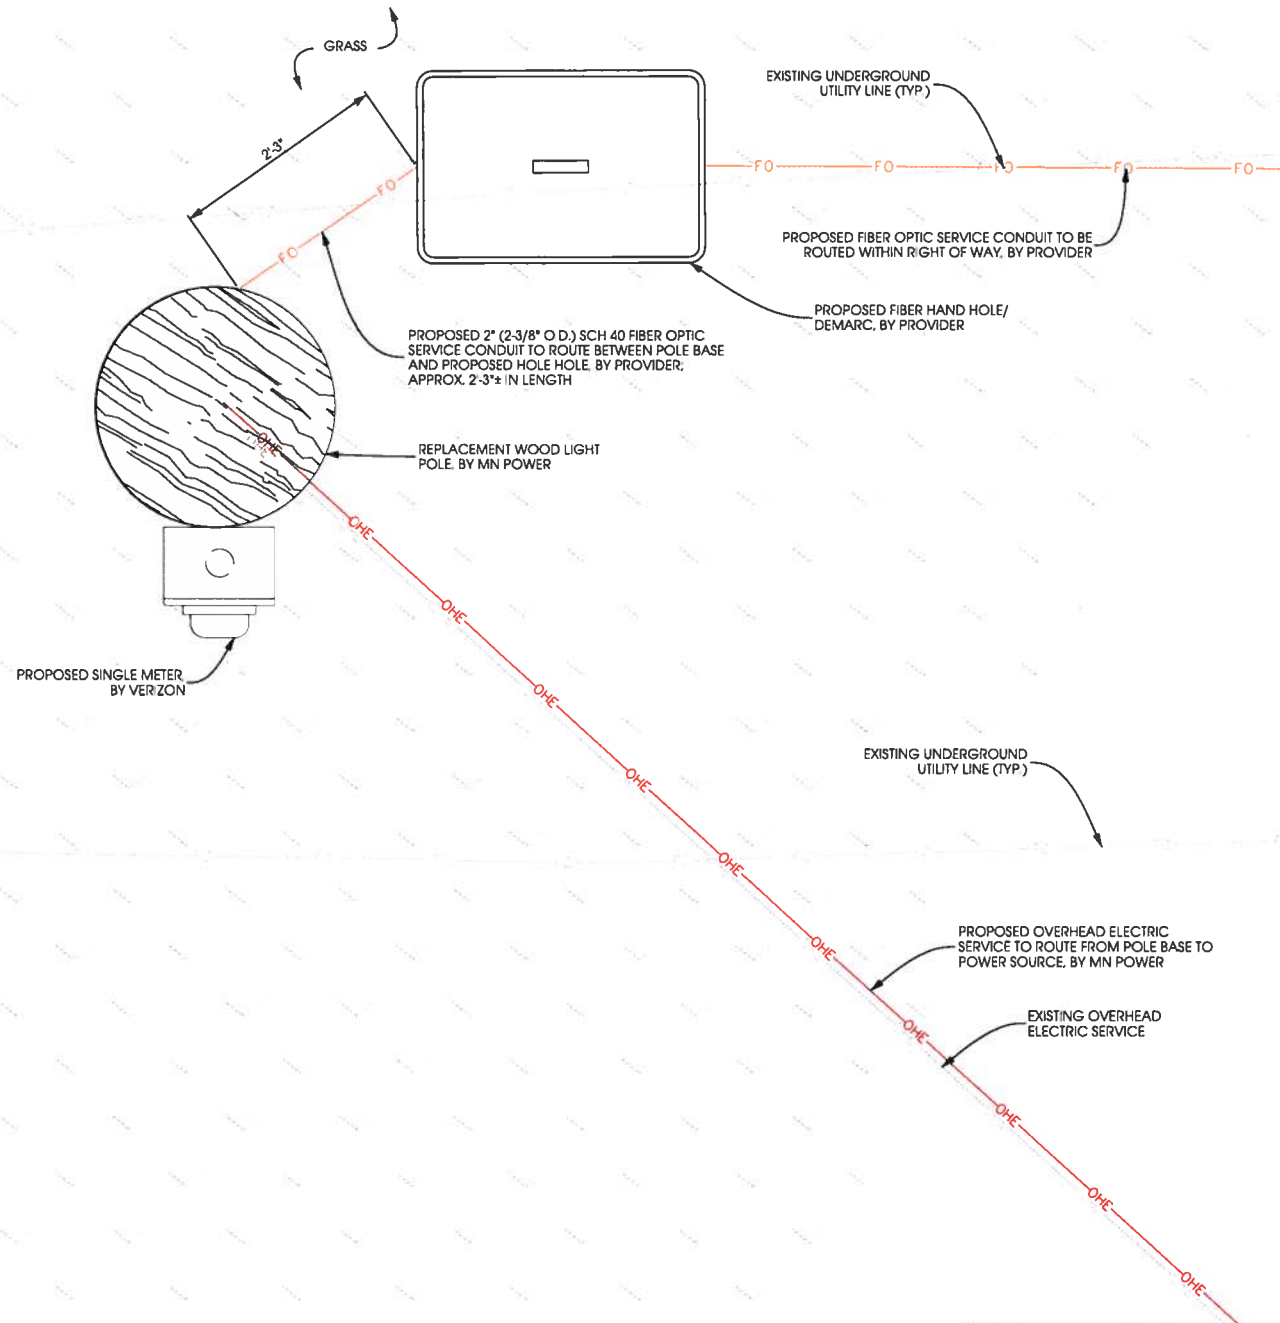 GRASS
2'-3"
EXISTING UNDERGROUND
UTILITY LINE (TYP.)
FO
FO
FO
FO
FO
FO
FO
PROPOSED FIBER OPTIC SERVICE CONDUIT TO BE
ROUTED WITHIN RIGHT OF WAY, BY PROVIDER
PROPOSED FIBER HAND HOLE/
DEMARC, BY PROVIDER
PROPOSED 2" (2-3/8" O.D.) SCH 40 FIBER OPTIC
SERVICE CONDUIT TO ROUTE BETWEEN POLE BASE
AND PROPOSED HOLE HOLE, BY PROVIDER;
APPROX. 2'-3"± IN LENGTH
REPLACEMENT WOOD LIGHT
POLE, BY MN POWER
OHE
OHE
OHE
OHE
OHE
OHE
OHE
OHE
OHE
OHE
OHE
PROPOSED SINGLE METER,
BY VERIZON
EXISTING UNDERGROUND
UTILITY LINE (TYP.)
PROPOSED OVERHEAD ELECTRIC
SERVICE TO ROUTE FROM POLE BASE TO
POWER SOURCE, BY MN POWER
EXISTING OVERHEAD
ELECTRIC SERVICE